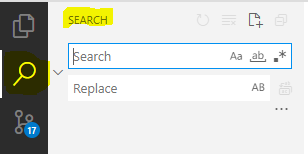 SEARCH
Search Aa ab
Replace AB
17
...